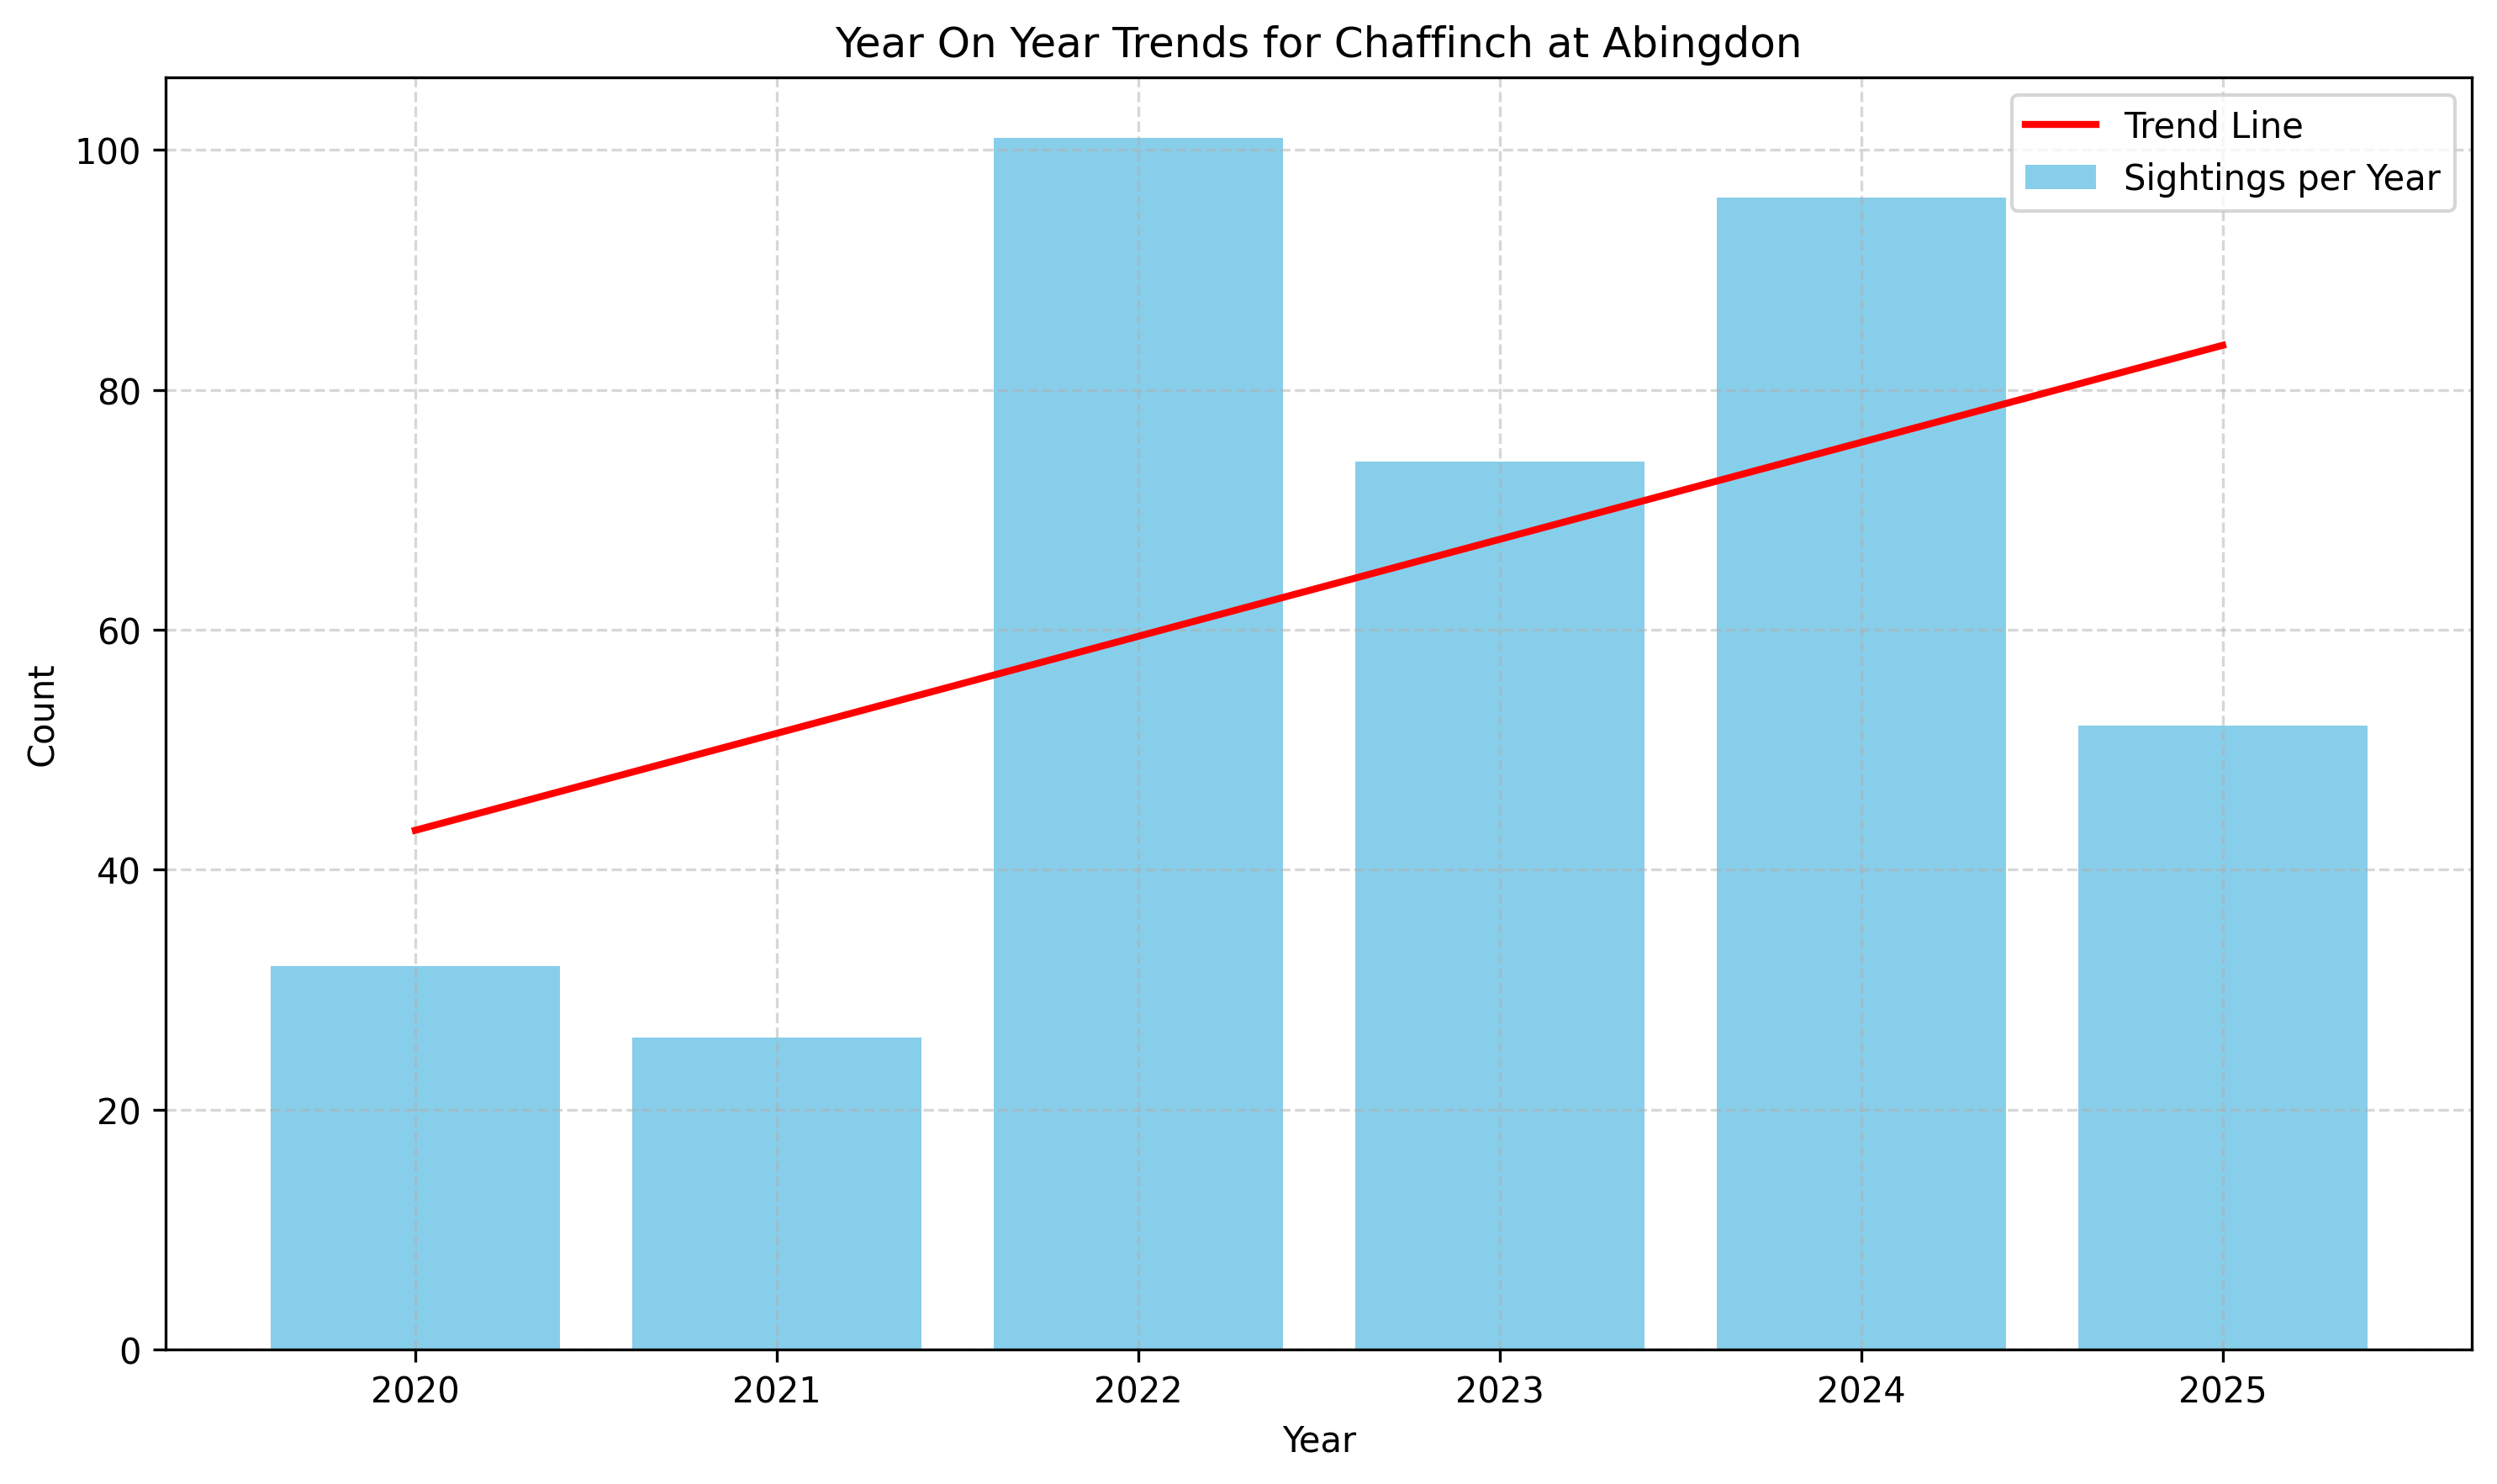 Year On Year Trends for Chaffinch at Abingdon
Trend Line
Sightings per Year
Count
100
80
60
40
20
0
2020 2021 2022 2023 2024 2025
Year